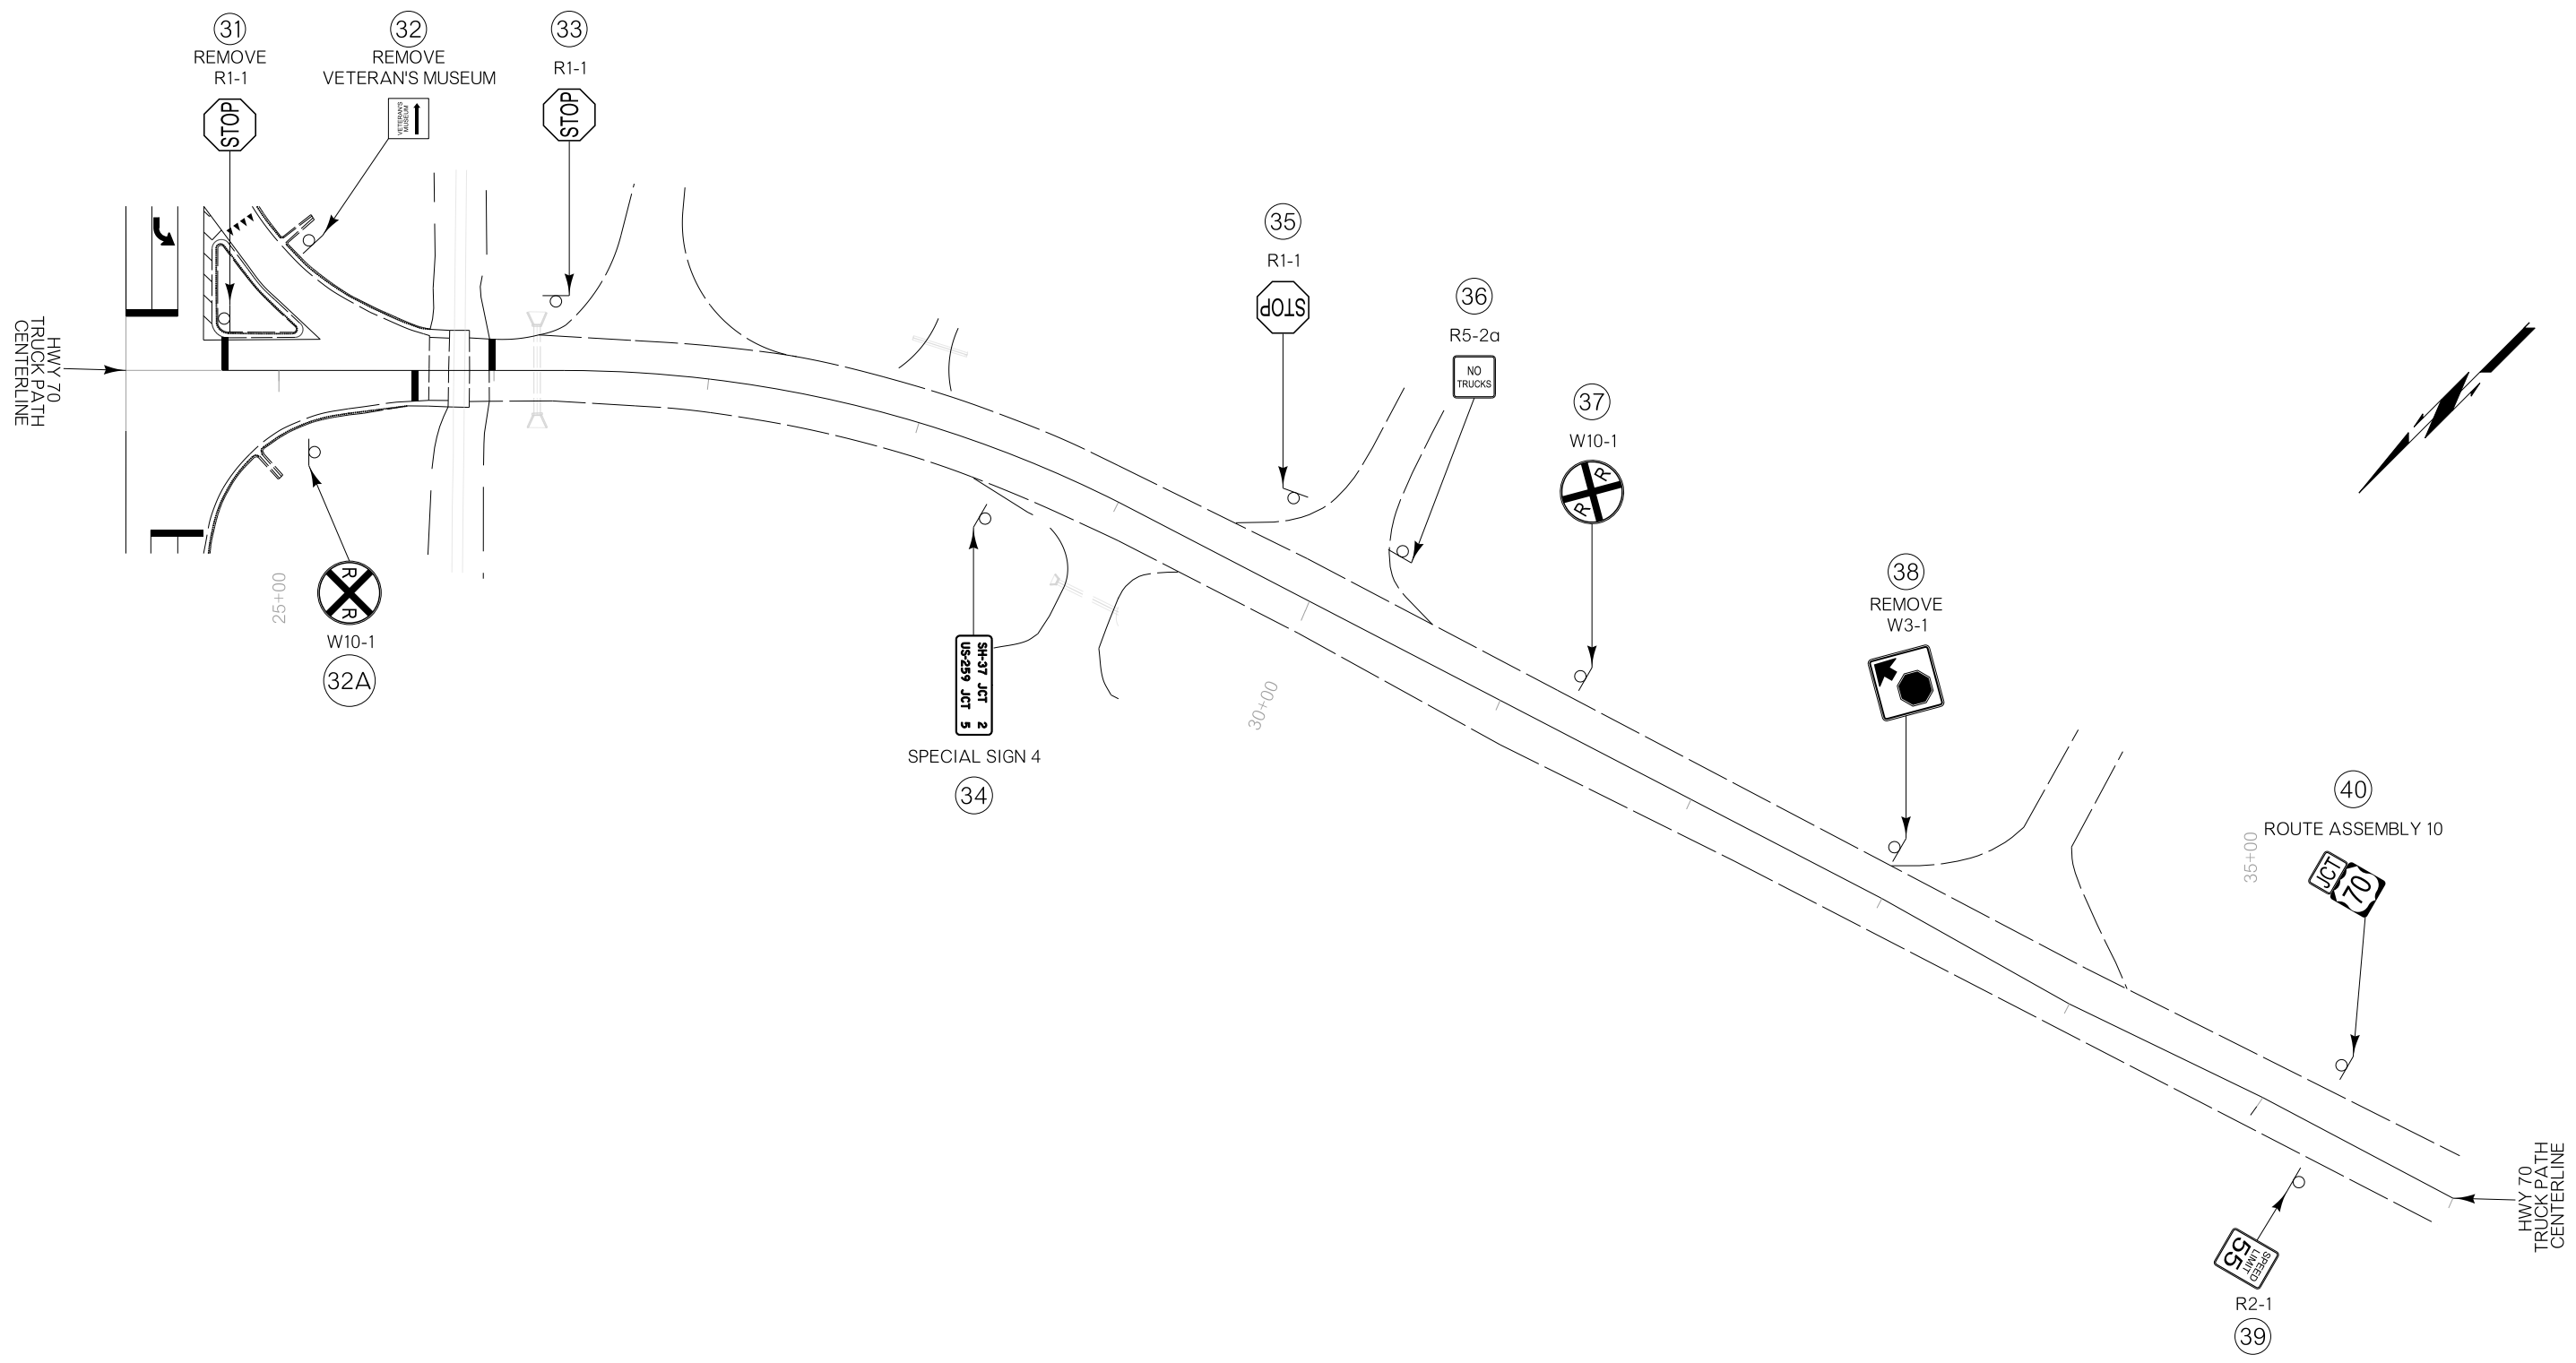 31
REMOVE
R1-1
STOP
32
REMOVE
VETERAN'S MUSEUM
VETERAN'S
MUSEUM
33
R1-1
STOP
HWY 70
TRUCK PATH
CENTERLINE
25+00
R
R
W10-1
32A
SH-37 JCT 2
US-259 JCT 5
SPECIAL SIGN 4
34
35
R1-1
STOP
36
R5-2a
NO
TRUCKS
37
W10-1
R
R
30+00
38
REMOVE
W3-1
40
ROUTE ASSEMBLY 10
JCT
70
35+00
HWY 70
TRUCK PATH
CENTERLINE
SPEED
LIMIT
55
R2-1
39